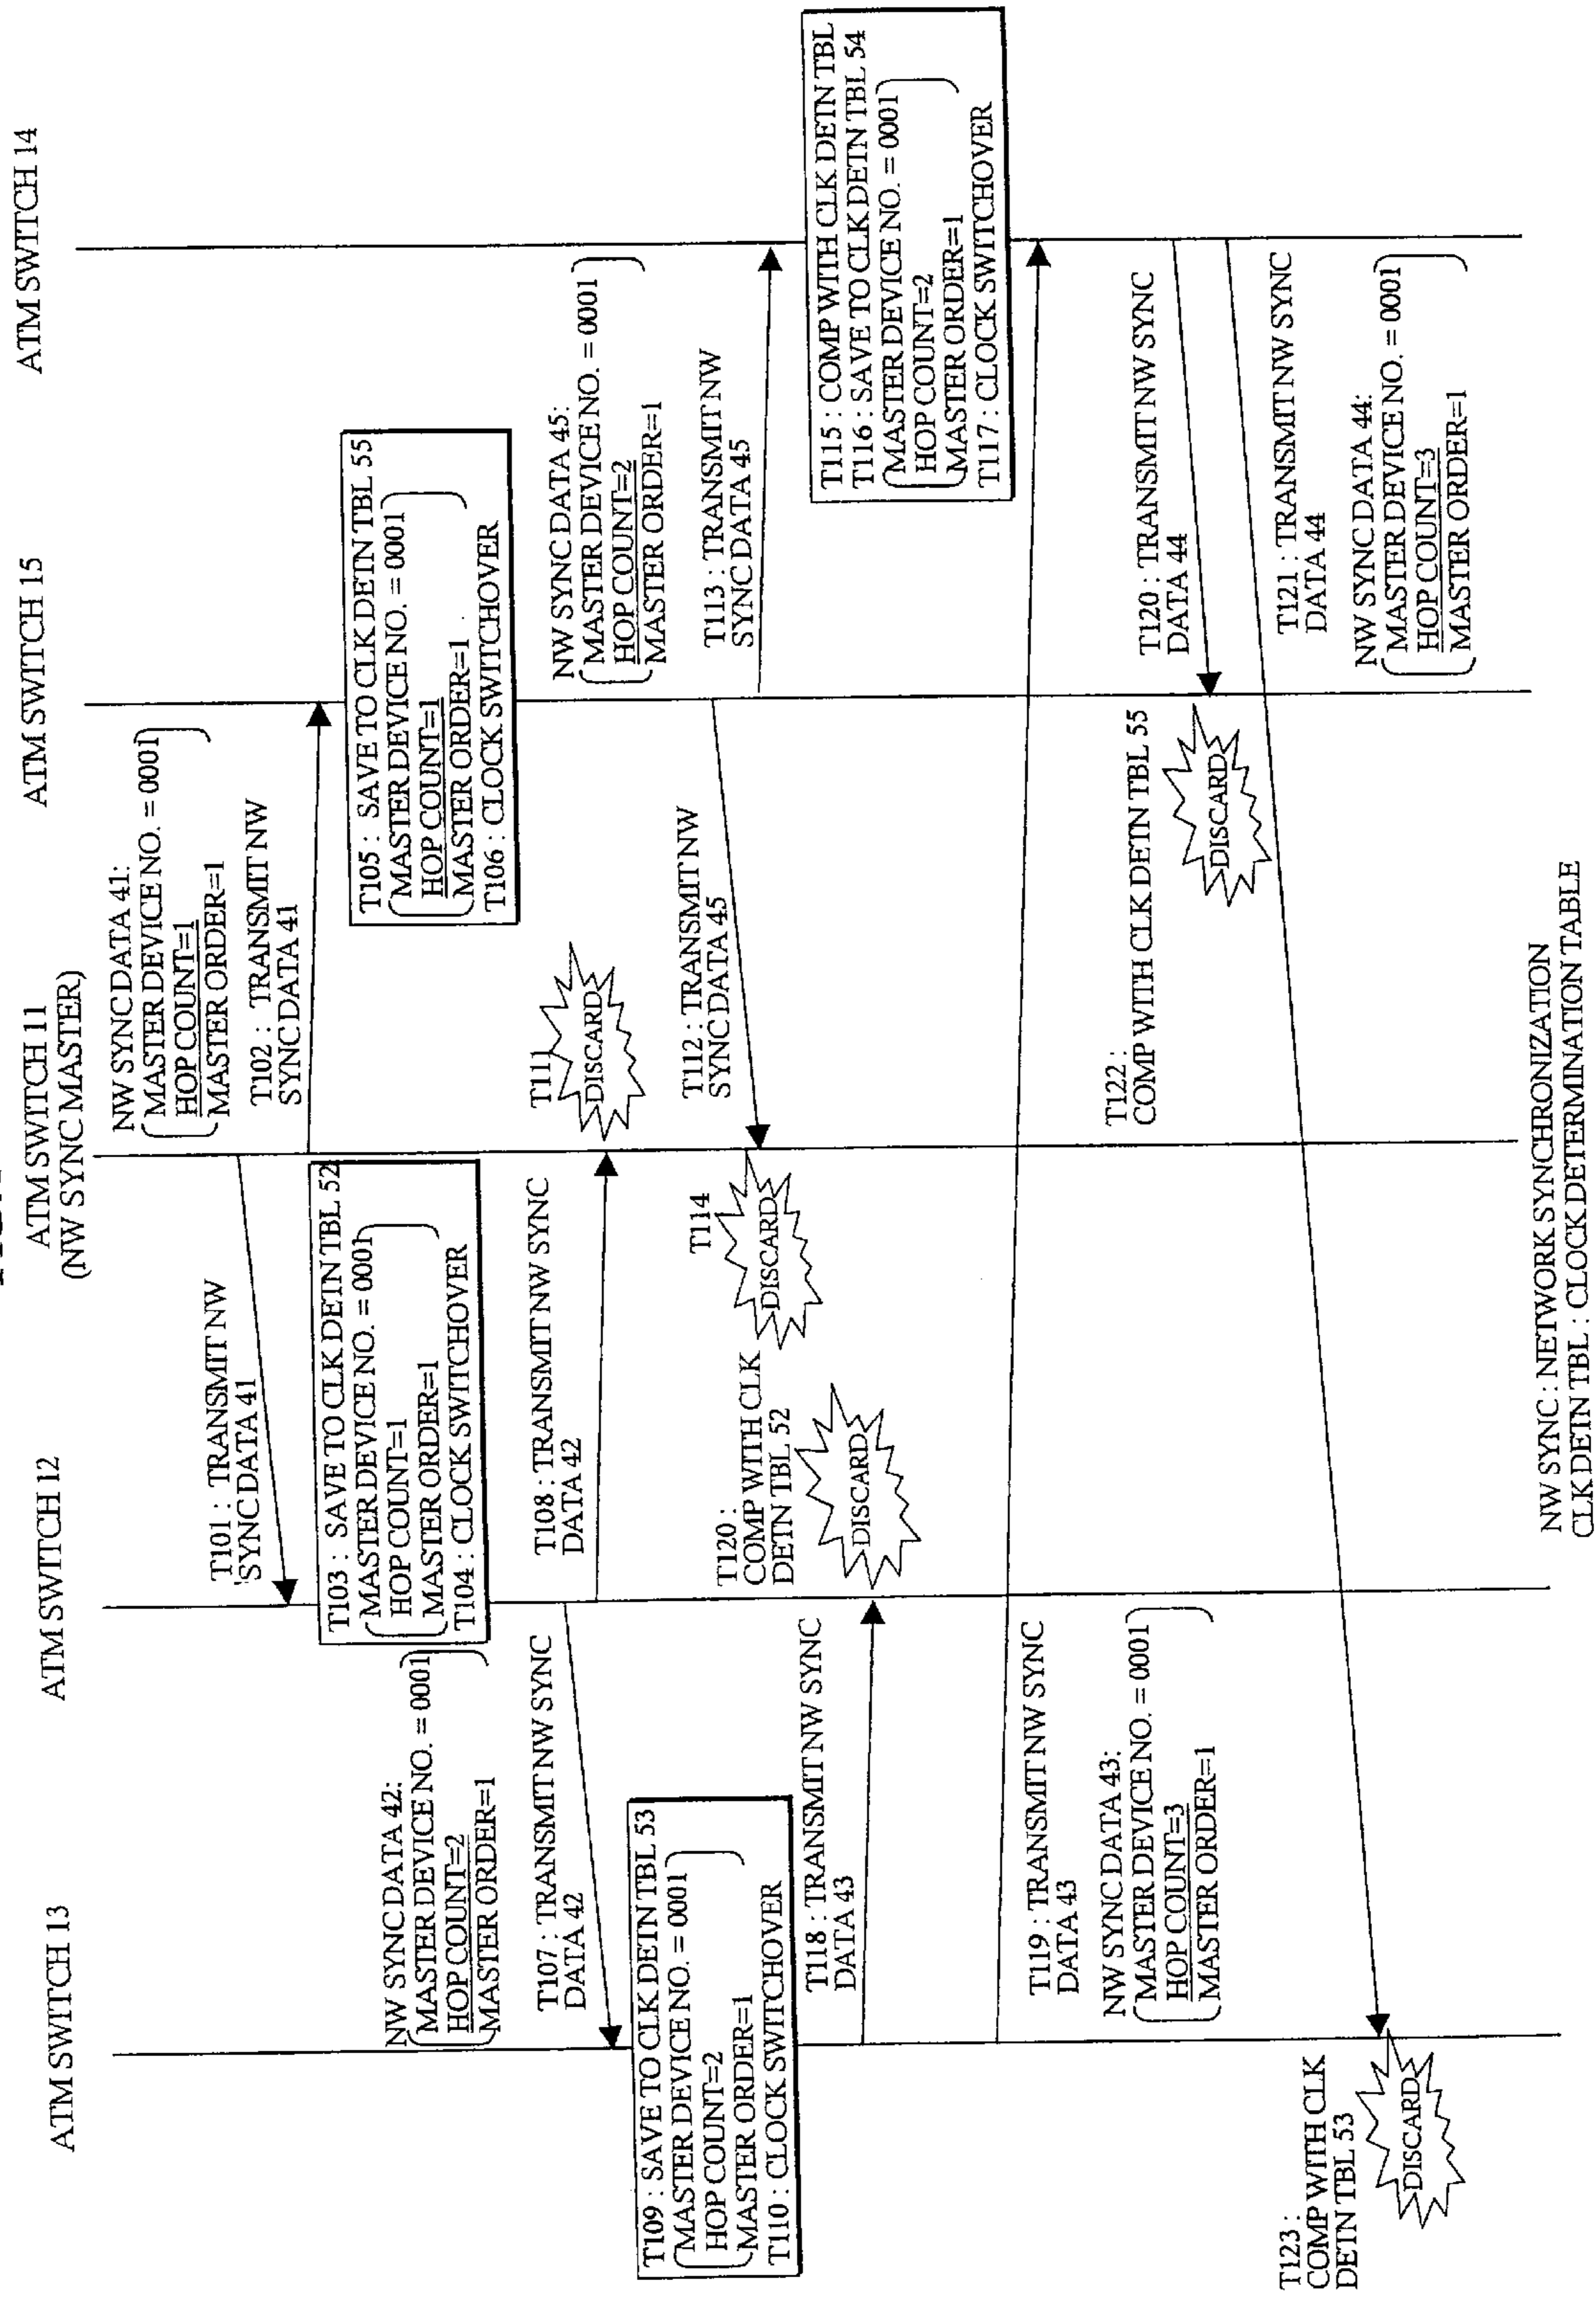 ATM SWITCH 13
ATM SWITCH 12
ATM SWITCH 11
(NW SYNC MASTER)
ATM SWITCH 15
ATM SWITCH 14
NW SYNC DATA 41:
MASTER DEVICE NO. = 0001
HOP COUNT=1
MASTER ORDER=1
T101 : TRANSMIT NW
SYNC DATA 41
T102 : TRANSMIT NW
SYNC DATA 41
T103 : SAVE TO CLK DETN TBL 52
MASTER DEVICE NO. = 0001
HOP COUNT=1
MASTER ORDER=1
T104 : CLOCK SWITCHOVER
T105 : SAVE TO CLK DETN TBL 55
MASTER DEVICE NO. = 0001
HOP COUNT=1
MASTER ORDER=1
T106 : CLOCK SWITCHOVER
NW SYNC DATA 42:
MASTER DEVICE NO. = 0001
HOP COUNT=2
MASTER ORDER=1
T107 : TRANSMIT NW SYNC
DATA 42
T108 : TRANSMIT NW SYNC
DATA 42
T111
DISCARD
NW SYNC DATA 45:
MASTER DEVICE NO. = 0001
HOP COUNT=2
MASTER ORDER=1
T109 : SAVE TO CLK DETN TBL 53
MASTER DEVICE NO. = 0001
HOP COUNT=2
MASTER ORDER=1
T110 : CLOCK SWITCHOVER
T112 : TRANSMIT NW
SYNC DATA 45
T113 : TRANSMIT NW
SYNC DATA 45
T114
DISCARD
T115 : COMP WITH CLK DETN TBL
T116 : SAVE TO CLK DETN TBL 54
MASTER DEVICE NO. = 0001
HOP COUNT=2
MASTER ORDER=1
T117 : CLOCK SWITCHOVER
T118 : TRANSMIT NW SYNC
DATA 43
T120 :
COMP WITH CLK
DETN TBL 52
DISCARD
T119 : TRANSMIT NW SYNC
DATA 43
NW SYNC DATA 43:
MASTER DEVICE NO. = 0001
HOP COUNT=3
MASTER ORDER=1
T120 : TRANSMIT NW SYNC
DATA 44
T122 :
COMP WITH CLK DETN TBL 55
DISCARD
T121 : TRANSMIT NW SYNC
DATA 44
NW SYNC DATA 44:
MASTER DEVICE NO. = 0001
HOP COUNT=3
MASTER ORDER=1
T123 :
COMP WITH CLK
DETN TBL 53
DISCARD
NW SYNC : NETWORK SYNCHRONIZATION
CLK DETN TBL : CLOCK DETERMINATION TABLE